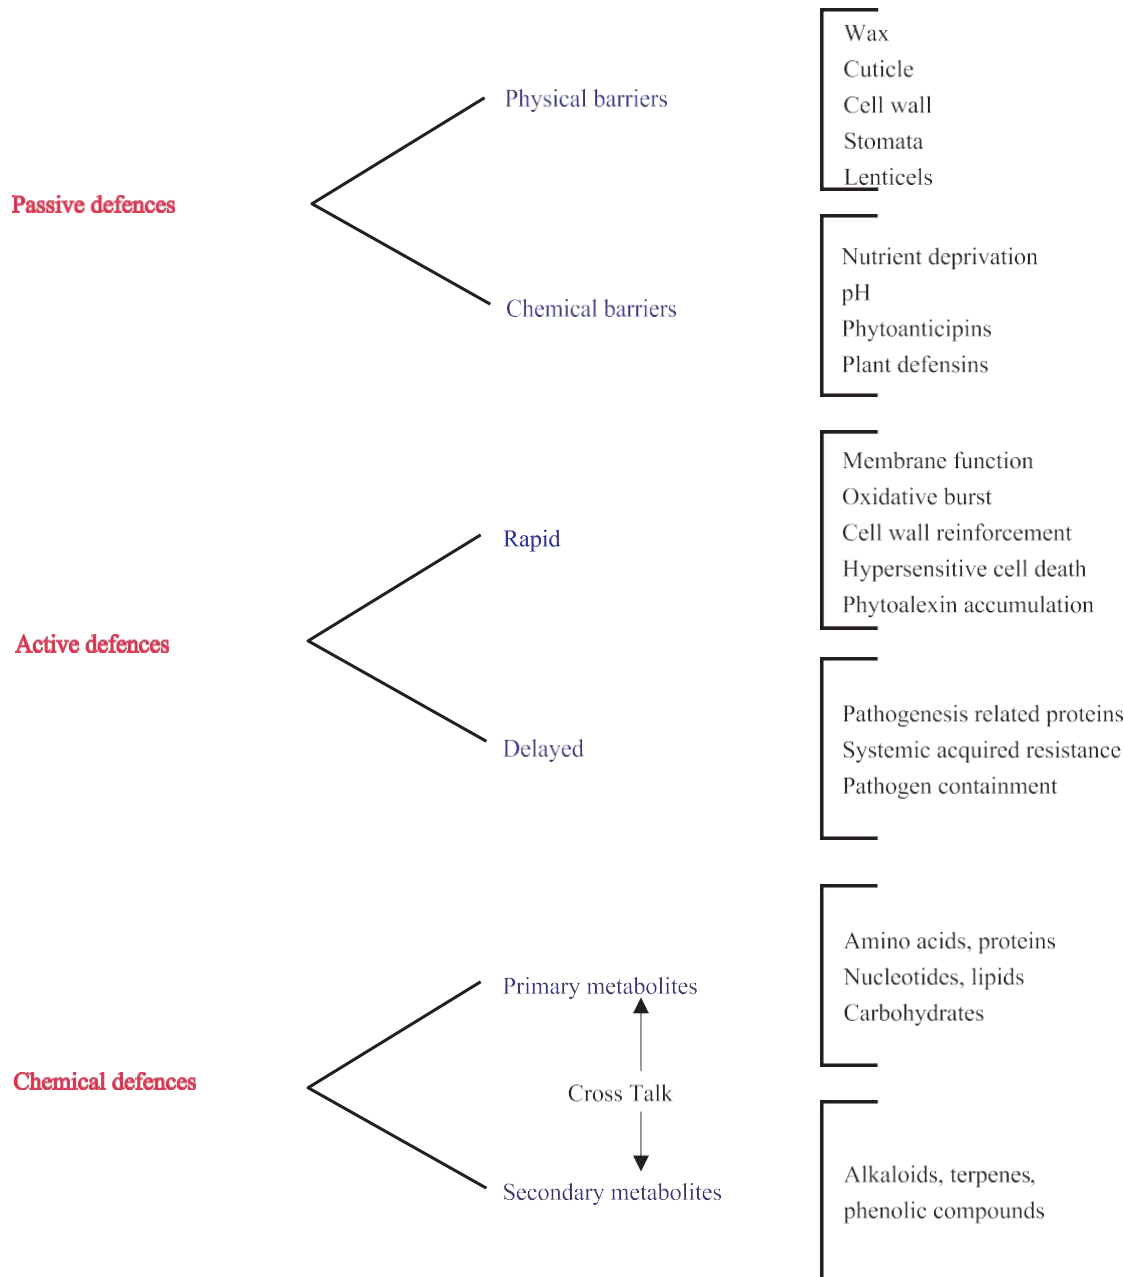 Passive defences
Physical barriers
Wax
Cuticle
Cell wall
Stomata
Lenticels
Chemical barriers
Nutrient deprivation
pH
Phytoanticipins
Plant defensins
Active defences
Rapid
Membrane function
Oxidative burst
Cell wall reinforcement
Hypersensitive cell death
Phytoalexin accumulation
Delayed
Pathogenesis related proteins
Systemic acquired resistance
Pathogen containment
Chemical defences
Primary metabolites
Amino acids, proteins
Nucleotides, lipids
Carbohydrates
Cross Talk
Secondary metabolites
Alkaloids, terpenes,
phenolic compounds